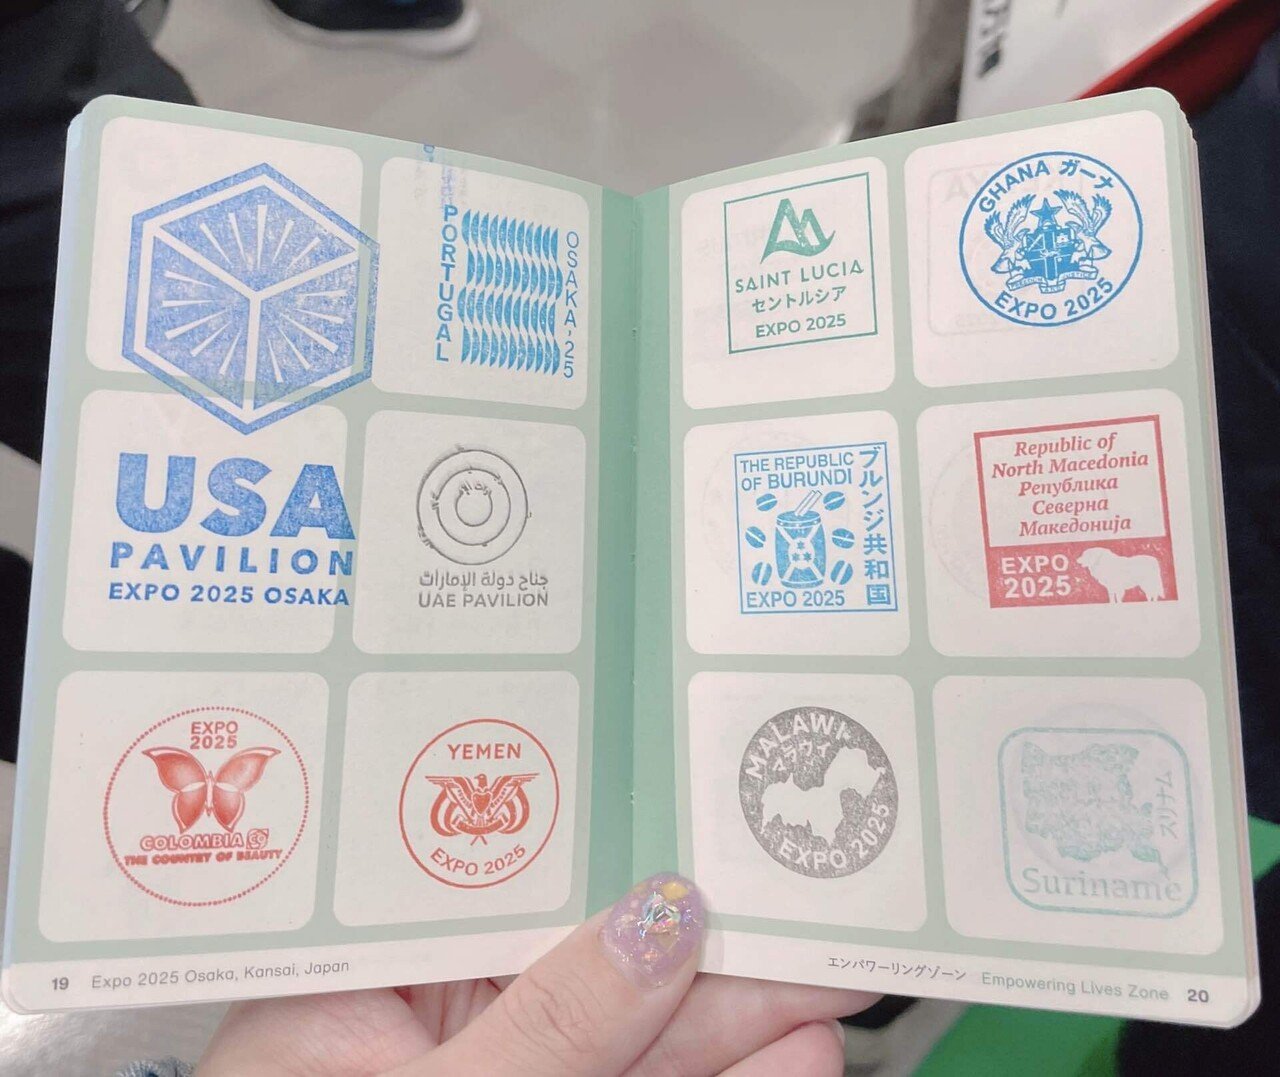 PORTUGAL
OSAKA,'25
USA
PAVILION
EXPO 2025 OSAKA
جناح دولة الإمارات
UAE PAVILION
EXPO
2025
COLOMBIA CO
THE COUNTRY OF BEAUTY
YEMEN
EXPO 2025
19 Expo 2025 Osaka, Kansai, Japan
SAINT LUCIA
セントルシア
EXPO 2025
GHANA ガーナ
FREEDOM AND JUSTICE
EXPO 2025
THE REPUBLIC
OF BURUNDI
ブルンジ共和国
EXPO 2025
Republic of
North Macedonia
Република
Северна
Македонија
EXPO
2025
MALAWI
マラウイ
EXPO 2025
スリナム
Suriname
エンパワーリングゾーン Empowering Lives Zone 20